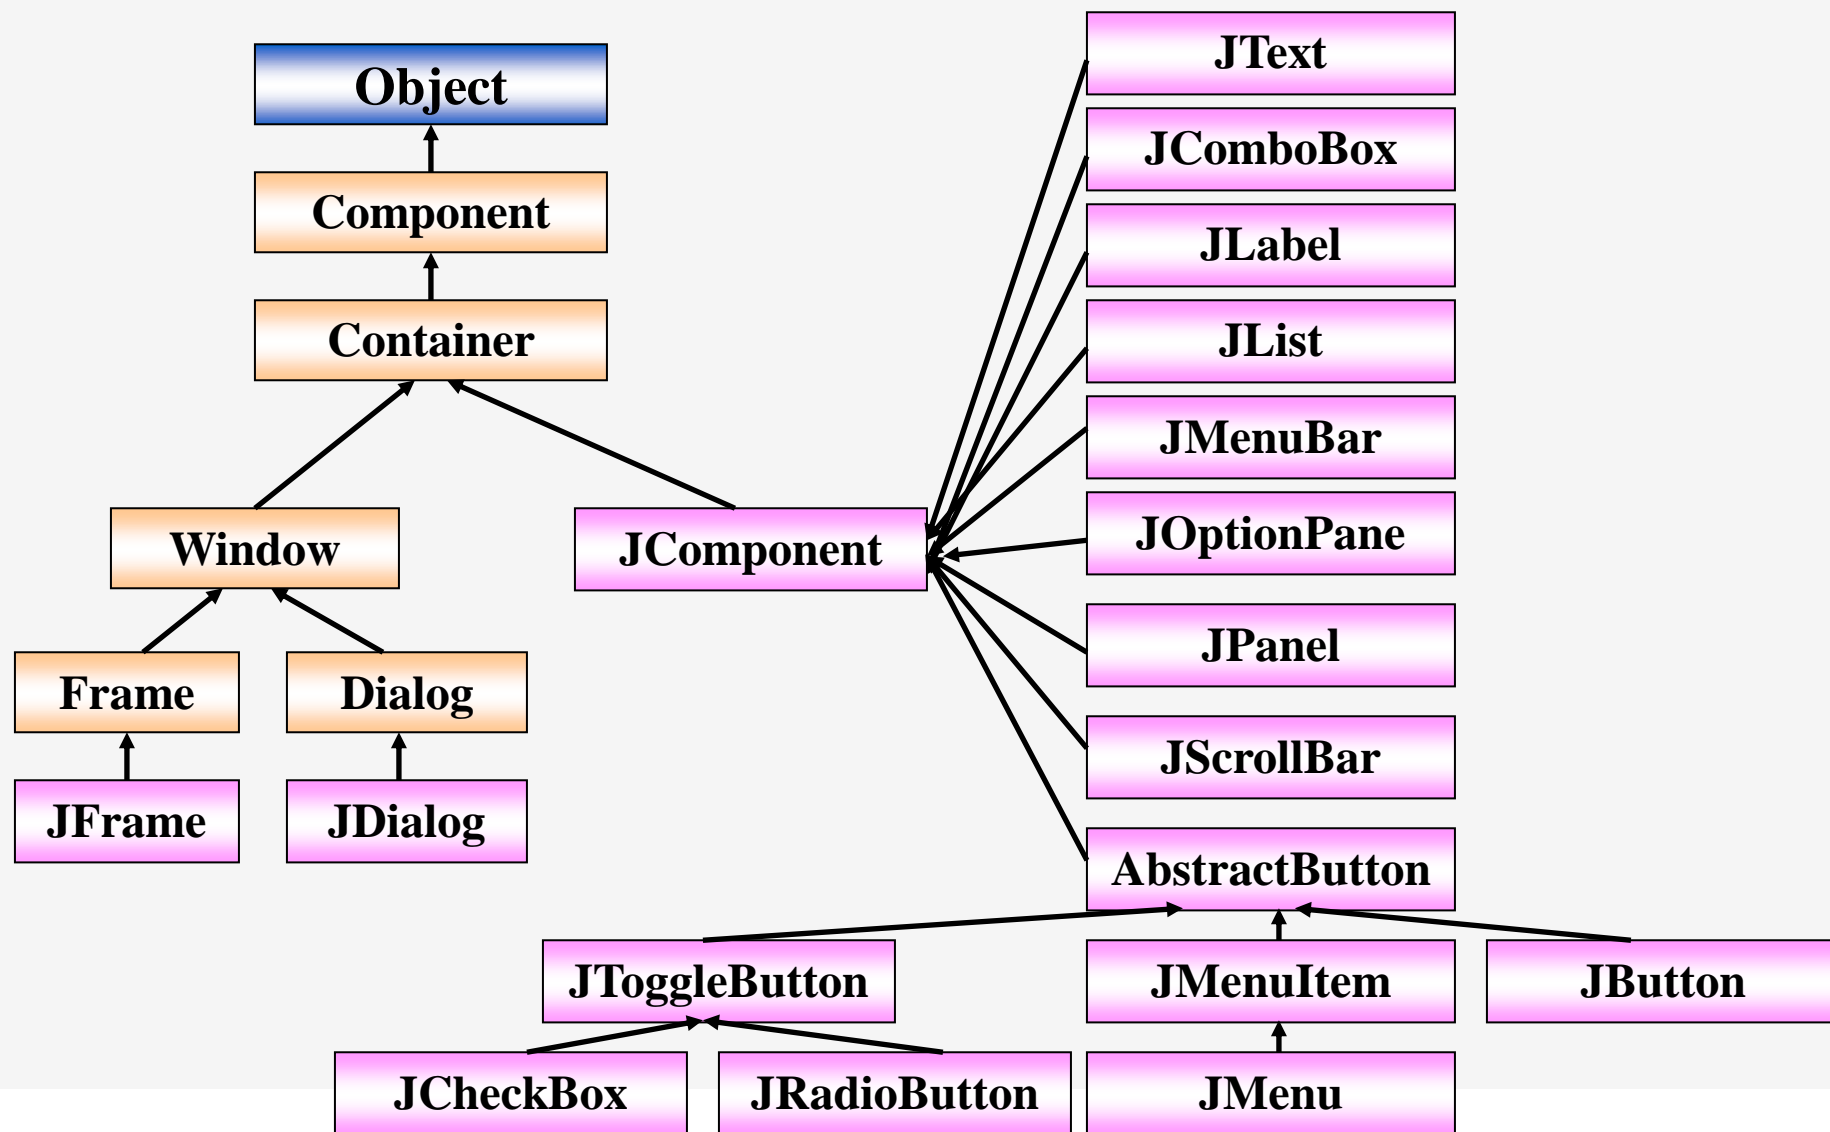 Object
Component
Container
Window
JComponent
Frame
Dialog
JFrame
JDialog
JText
JComboBox
JLabel
JList
JMenuBar
JOptionPane
JPanel
JScrollBar
AbstractButton
JToggleButton
JMenuItem
JButton
JCheckBox
JRadioButton
JMenu